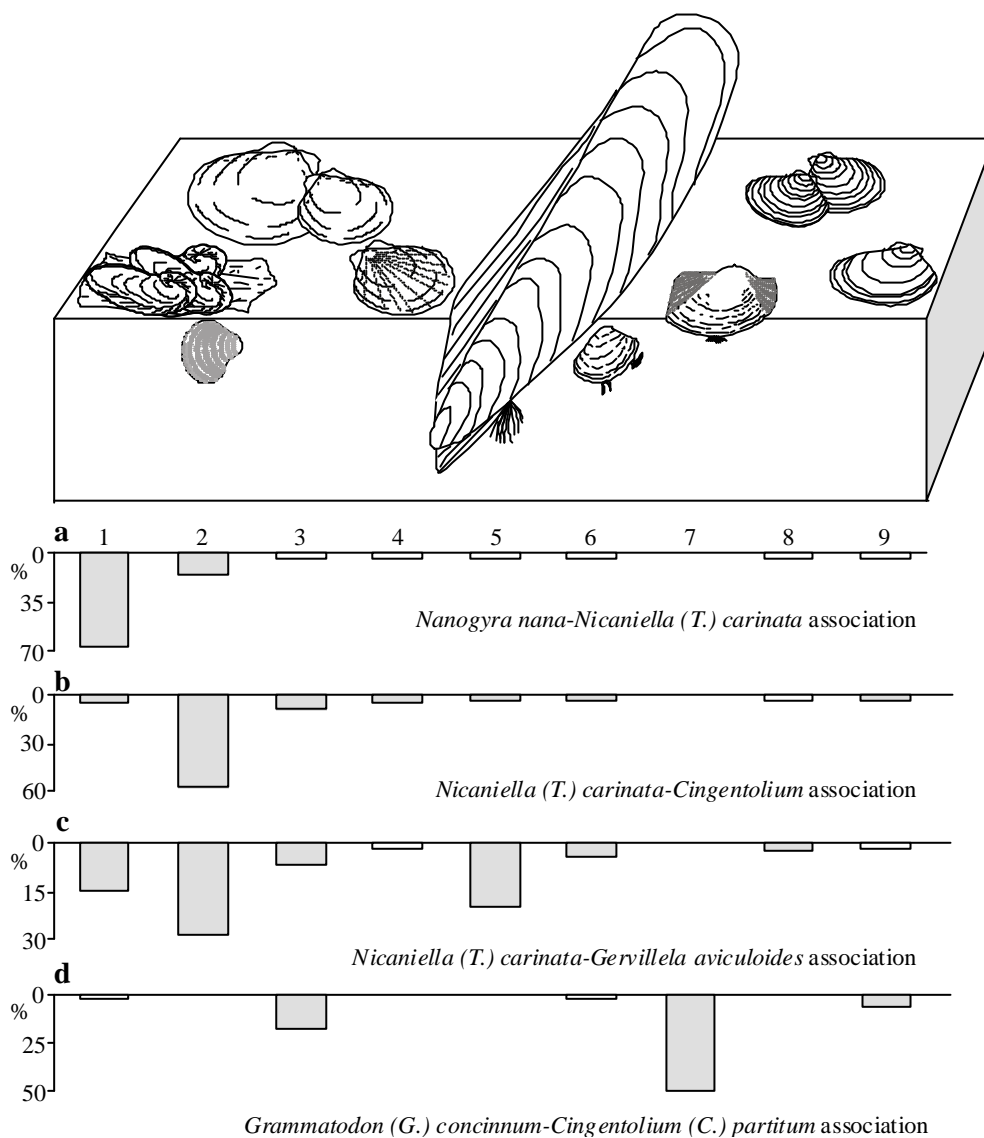 a 1 2 3 4 5 6 7 8 9
0
%
35
70
Nanogyra nana-Nicaniella (T.) carinata association
b
0
%
30
60
Nicaniella (T.) carinata-Cingentolium association
c
0
%
15
30
Nicaniella (T.) carinata-Gervillela aviculoides association
d
0
%
25
50
Grammatodon (G.) concinnum-Cingentolium (C.) partitum association